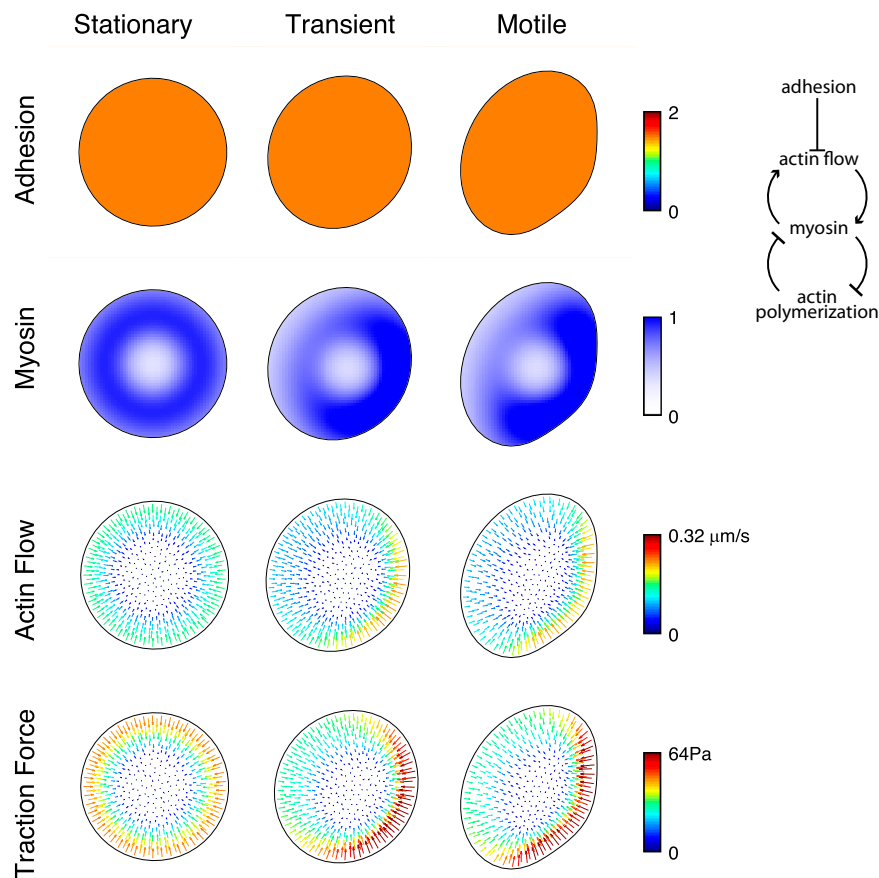 Stationary Transient Motile
Adhesion
2
0
adhesion
actin flow
myosin
actin
polymerization
Myosin
1
0
Actin Flow
0.32 μm/s
0
Traction Force
64Pa
0